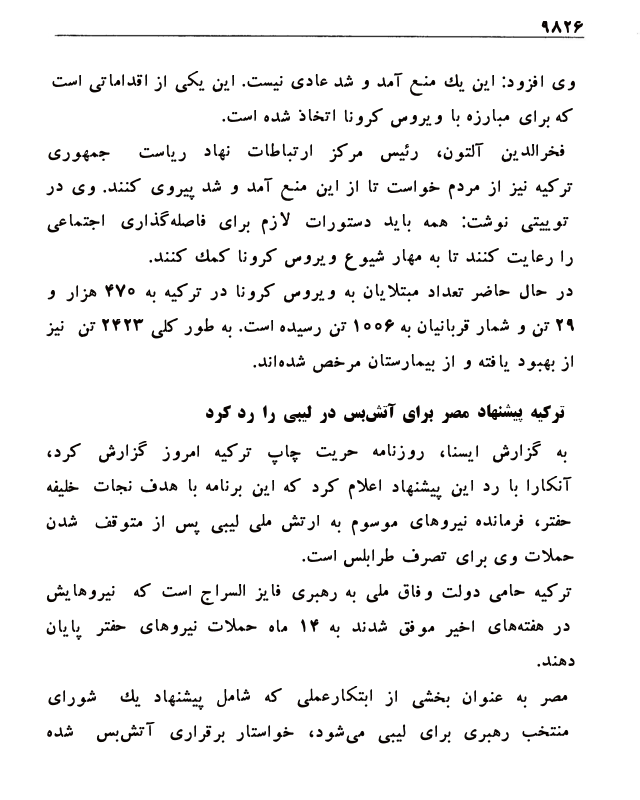 ۹۸۲۶
وی افزود: این یك منع آمد و شد عادی نیست. این یکی از اقداماتی است
که برای مبارزه با ویروس کرونا اتخاذ شده است.
فخرالدین آلتون، رئیس مرکز ارتباطات نهاد ریاست جمهوری
ترکیه نیز از مردم خواست تا از این منع آمد و شد پیروی کنند. وی در
توییتی نوشت: همه باید دستورات لازم برای فاصله‌گذاری اجتماعی
را رعایت کنند تا به مهار شیوع ویروس کرونا کمك کنند.
در حال حاضر تعداد مبتلایان به ویروس کرونا در ترکیه به ۴۷۰ هزار و
۲۹ تن و شمار قربانیان به ۱۰۰۶ تن رسیده است. به طور کلی ۲۴۲۳ تن نیز
از بهبود یافته و از بیمارستان مرخص شده‌اند.
ترکیه پیشنهاد مصر برای آتش‌بس در لیبی را رد کرد
به گزارش ایسنا، روزنامه حریت چاپ ترکیه امروز گزارش کرد،
آنکارا با رد این پیشنهاد اعلام کرد که این برنامه با هدف نجات خلیفه
حفتر، فرمانده نیروهای موسوم به ارتش ملی لیبی پس از متوقف شدن
حملات وی برای تصرف طرابلس است.
ترکیه حامی دولت وفاق ملی به رهبری فایز السراج است که نیروهایش
در هفته‌های اخیر موفق شدند به ۱۴ ماه حملات نیروهای حفتر پایان
دهند.
مصر به عنوان بخشی از ابتکارعملی که شامل پیشنهاد یك شورای
منتخب رهبری برای لیبی می‌شود، خواستار برقراری آتش‌بس شده